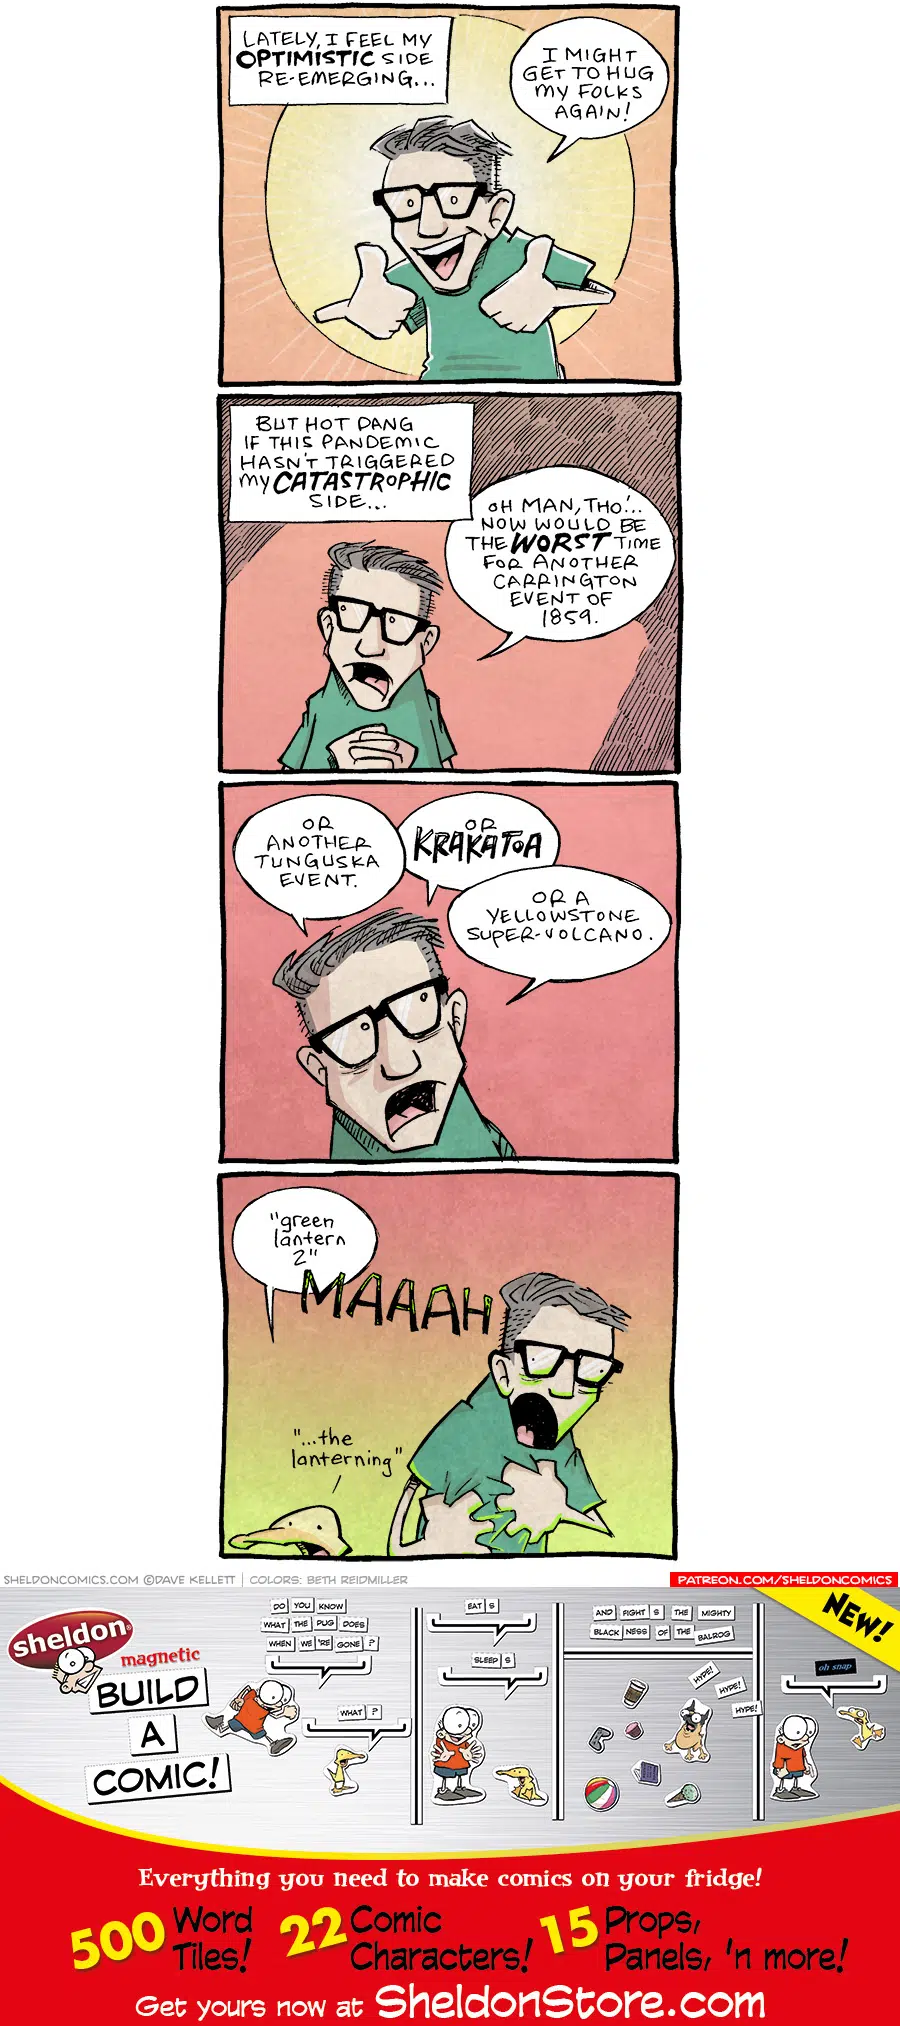 LATELY, I FEEL MY
OPTIMISTIC SIDE
RE-EMERGING...
I MIGHT
GET TO HUG
MY FOLKS
AGAIN!
BUT HOT DANG
IF THIS PANDEMIC
HASN'T TRIGGERED
MY CATASTROPHIC
SIDE...
OH MAN, THO'...
NOW WOULD BE
THE WORST TIME
FOR ANOTHER
CARRINGTON
EVENT OF
1859.
OR
ANOTHER
TUNGUSKA
EVENT.
OR
KRAKATOA
OR A
YELLOWSTONE
SUPER-VOLCANO.
"green
lantern
2"
MAAAH
"...the
lanterning"
SHELDONCOMICS.COM ©DAVE KELLETT | COLORS: BETH REIDMILLER
PATREON.COM/SHELDONCOMICS
sheldon®
magnetic
BUILD
A
COMIC!
DO YOU KNOW
WHAT THE PUG DOES
WHEN WE 'RE GONE ?
WHAT ?
EAT S
SLEEP S
AND FIGHT S THE MIGHTY
BLACK NESS OF THE BALROG
HYPE!
HYPE!
HYPE!
NEW!
oh snap
Everything you need to make comics on your fridge!
500 Word
Tiles!
22 Comic
Characters!
15 Props,
Panels, 'n more!
Get yours now at SheldonStore.com